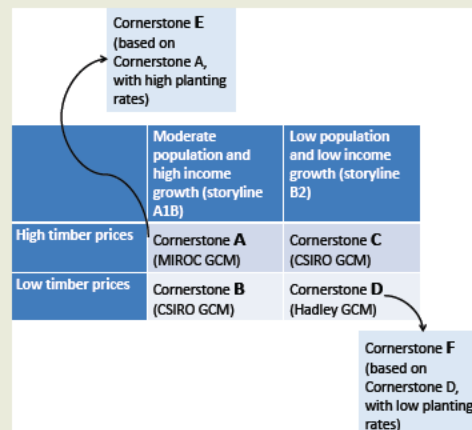 Cornerstone E
(based on
Cornerstone A,
with high planting
rates)
Moderate
population and
high income
growth (storyline
A1B)
Low population
and low income
growth (storyline
B2)
High timber prices
Cornerstone A
(MIROC GCM)
Cornerstone C
(CSIRO GCM)
Low timber prices
Cornerstone B
(CSIRO GCM)
Cornerstone D
(Hadley GCM)
Cornerstone F
(based on
Cornerstone D,
with low planting
rates)